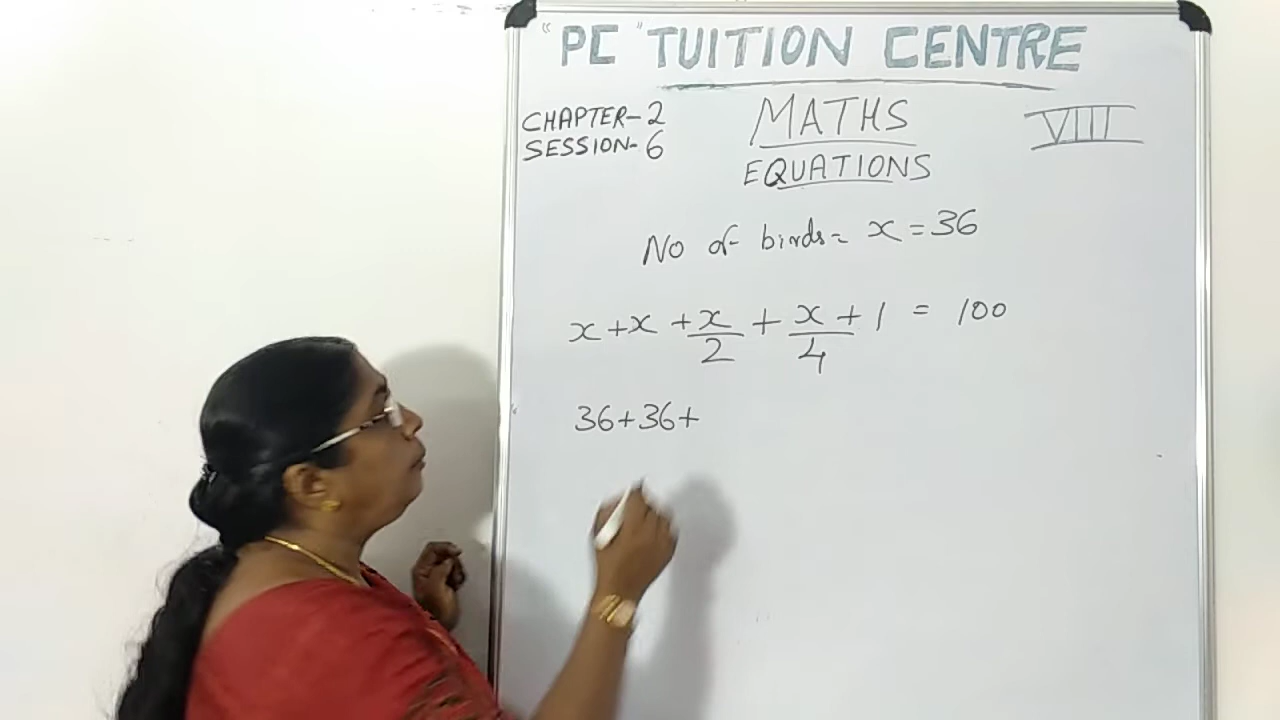 "PC" TUITION CENTRE
CHAPTER-2
SESSION-6
MATHS
EQUATIONS
VIII
No of birds = x = 36
x + x + x/2 + x/4 + 1 = 100
36+36+